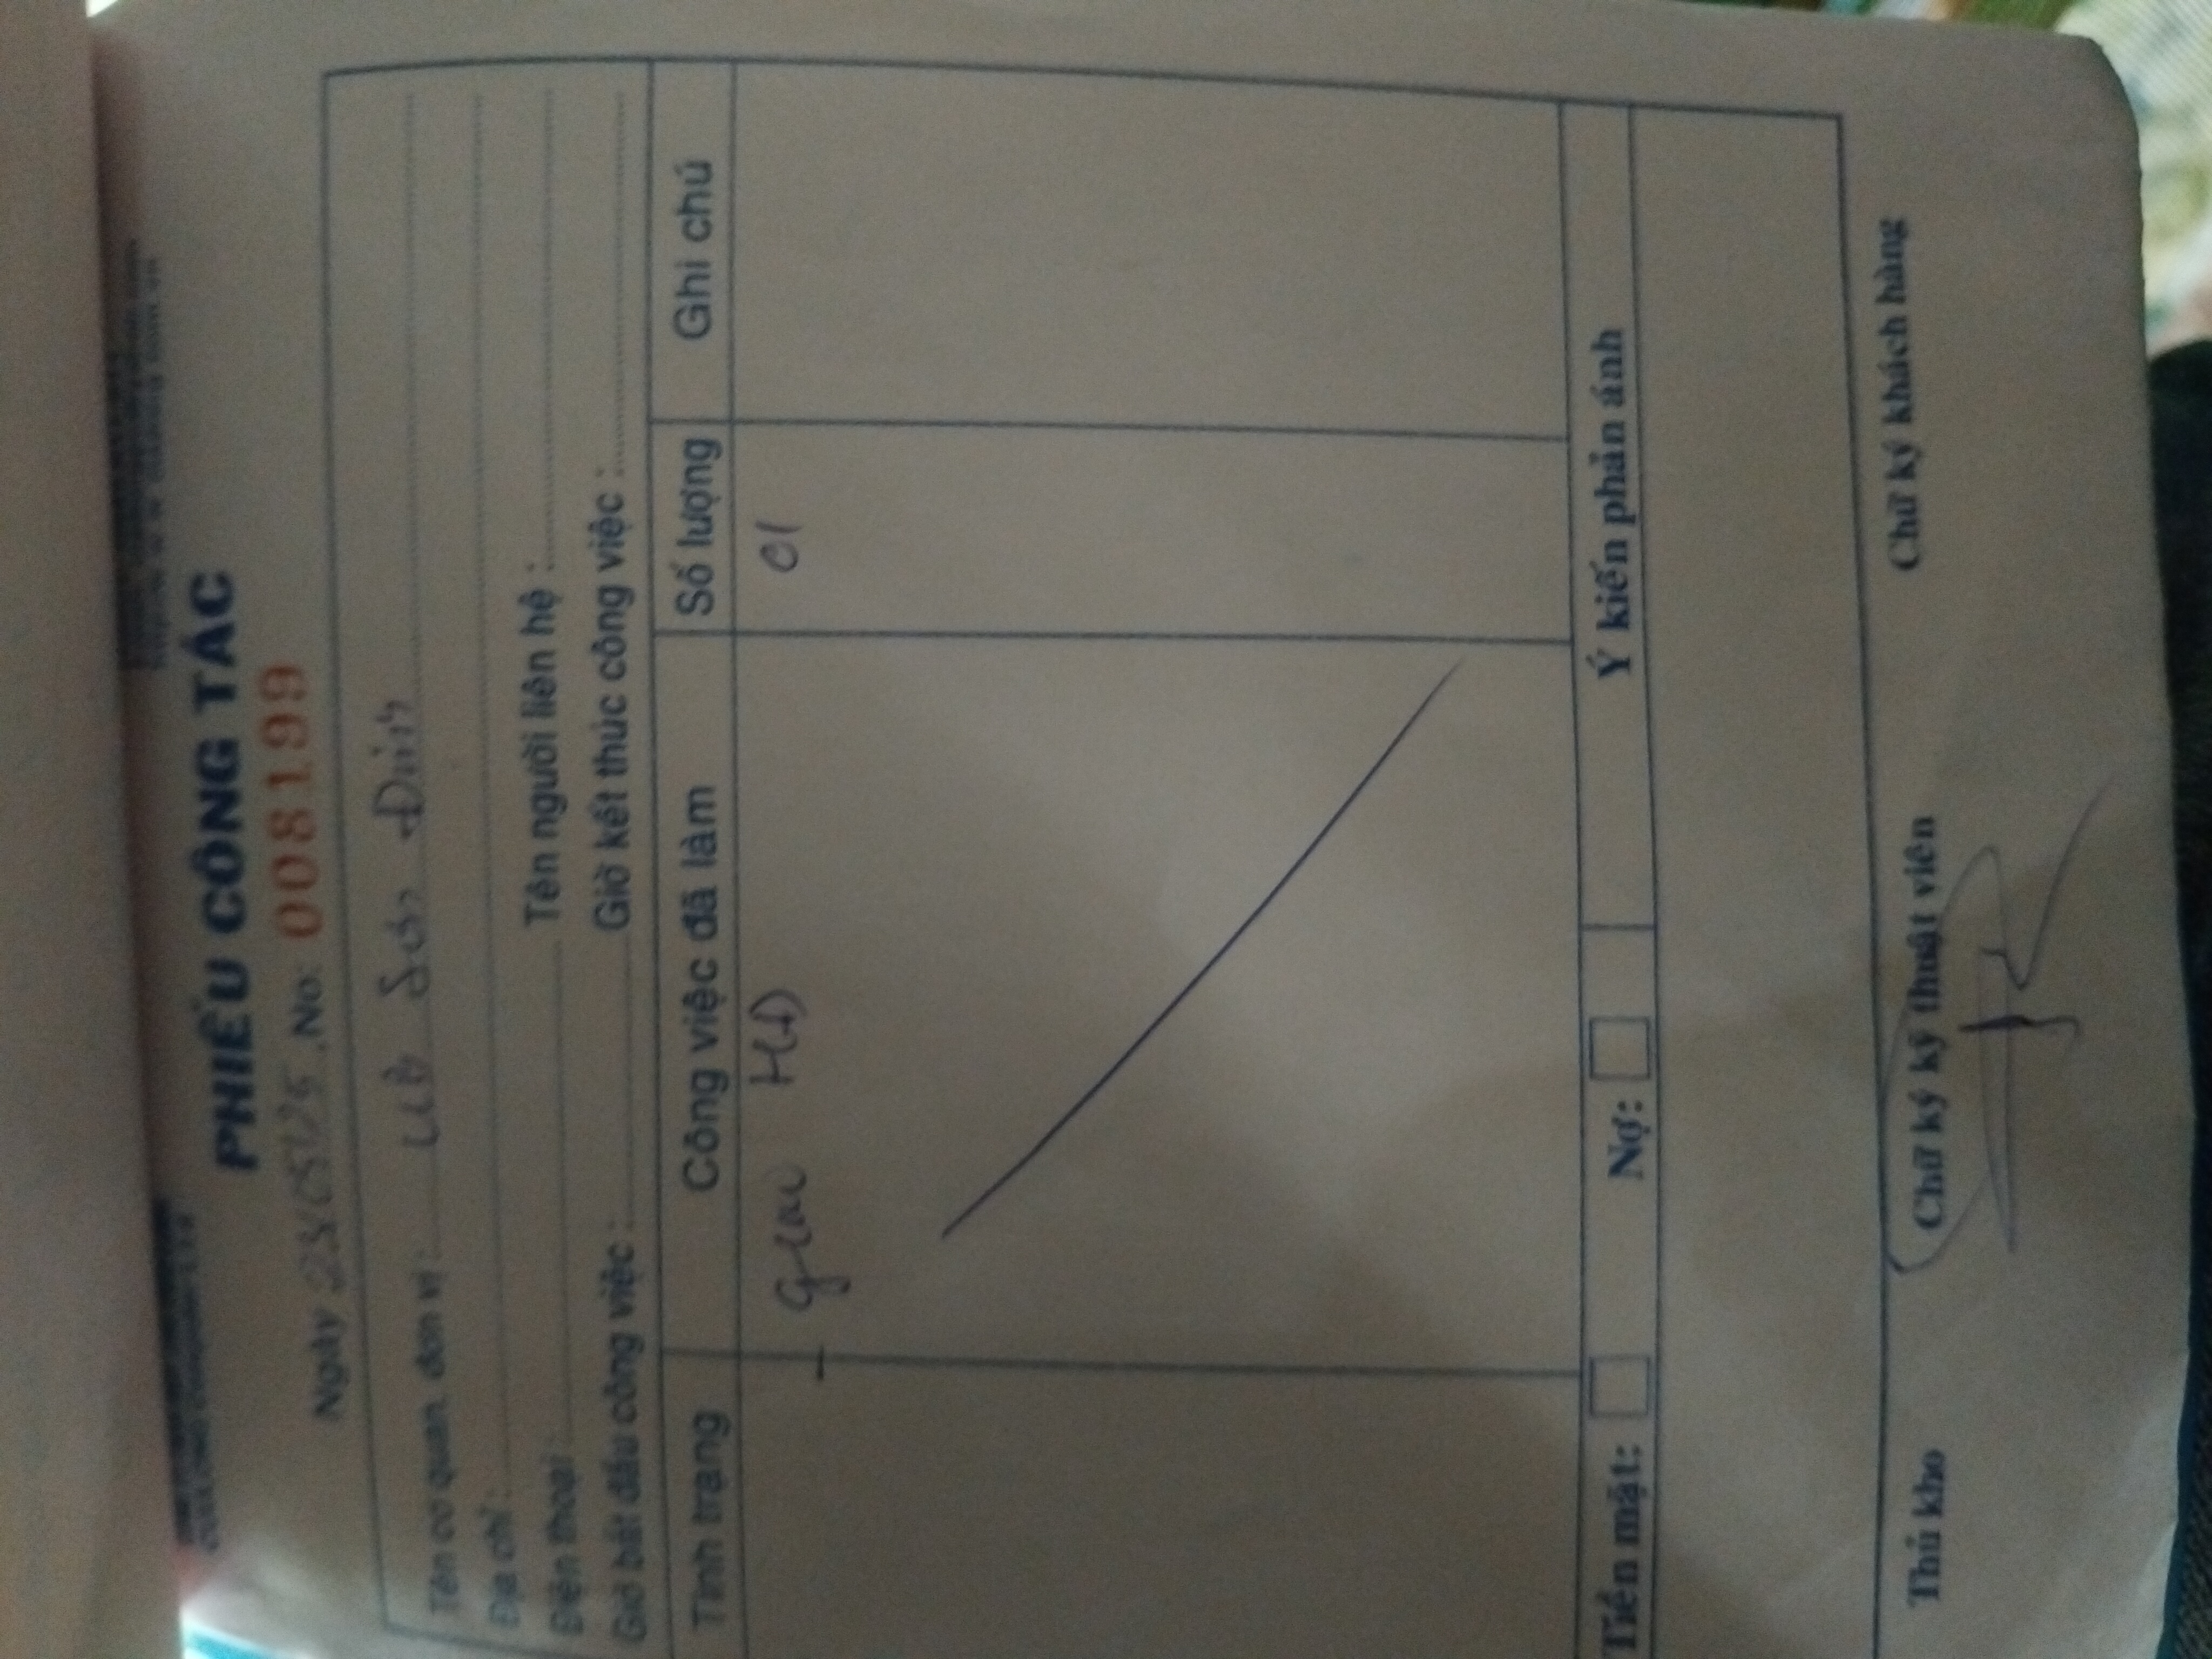 PHIẾU CÔNG TÁC
Ngày No: 008199
Tên cơ quan, đơn vị: UB Sơn Định
Địa chỉ:
Điện thoại: Tên người liên hệ:
Giờ bắt đầu công việc: Giờ kết thúc công việc:
Tình trạng Công việc đã làm Số lượng Ghi chú
- giao HĐ 01
Tiền mặt: Nợ: Ý kiến phản ánh
Thủ kho Chữ ký kỹ thuật viên Chữ ký khách hàng